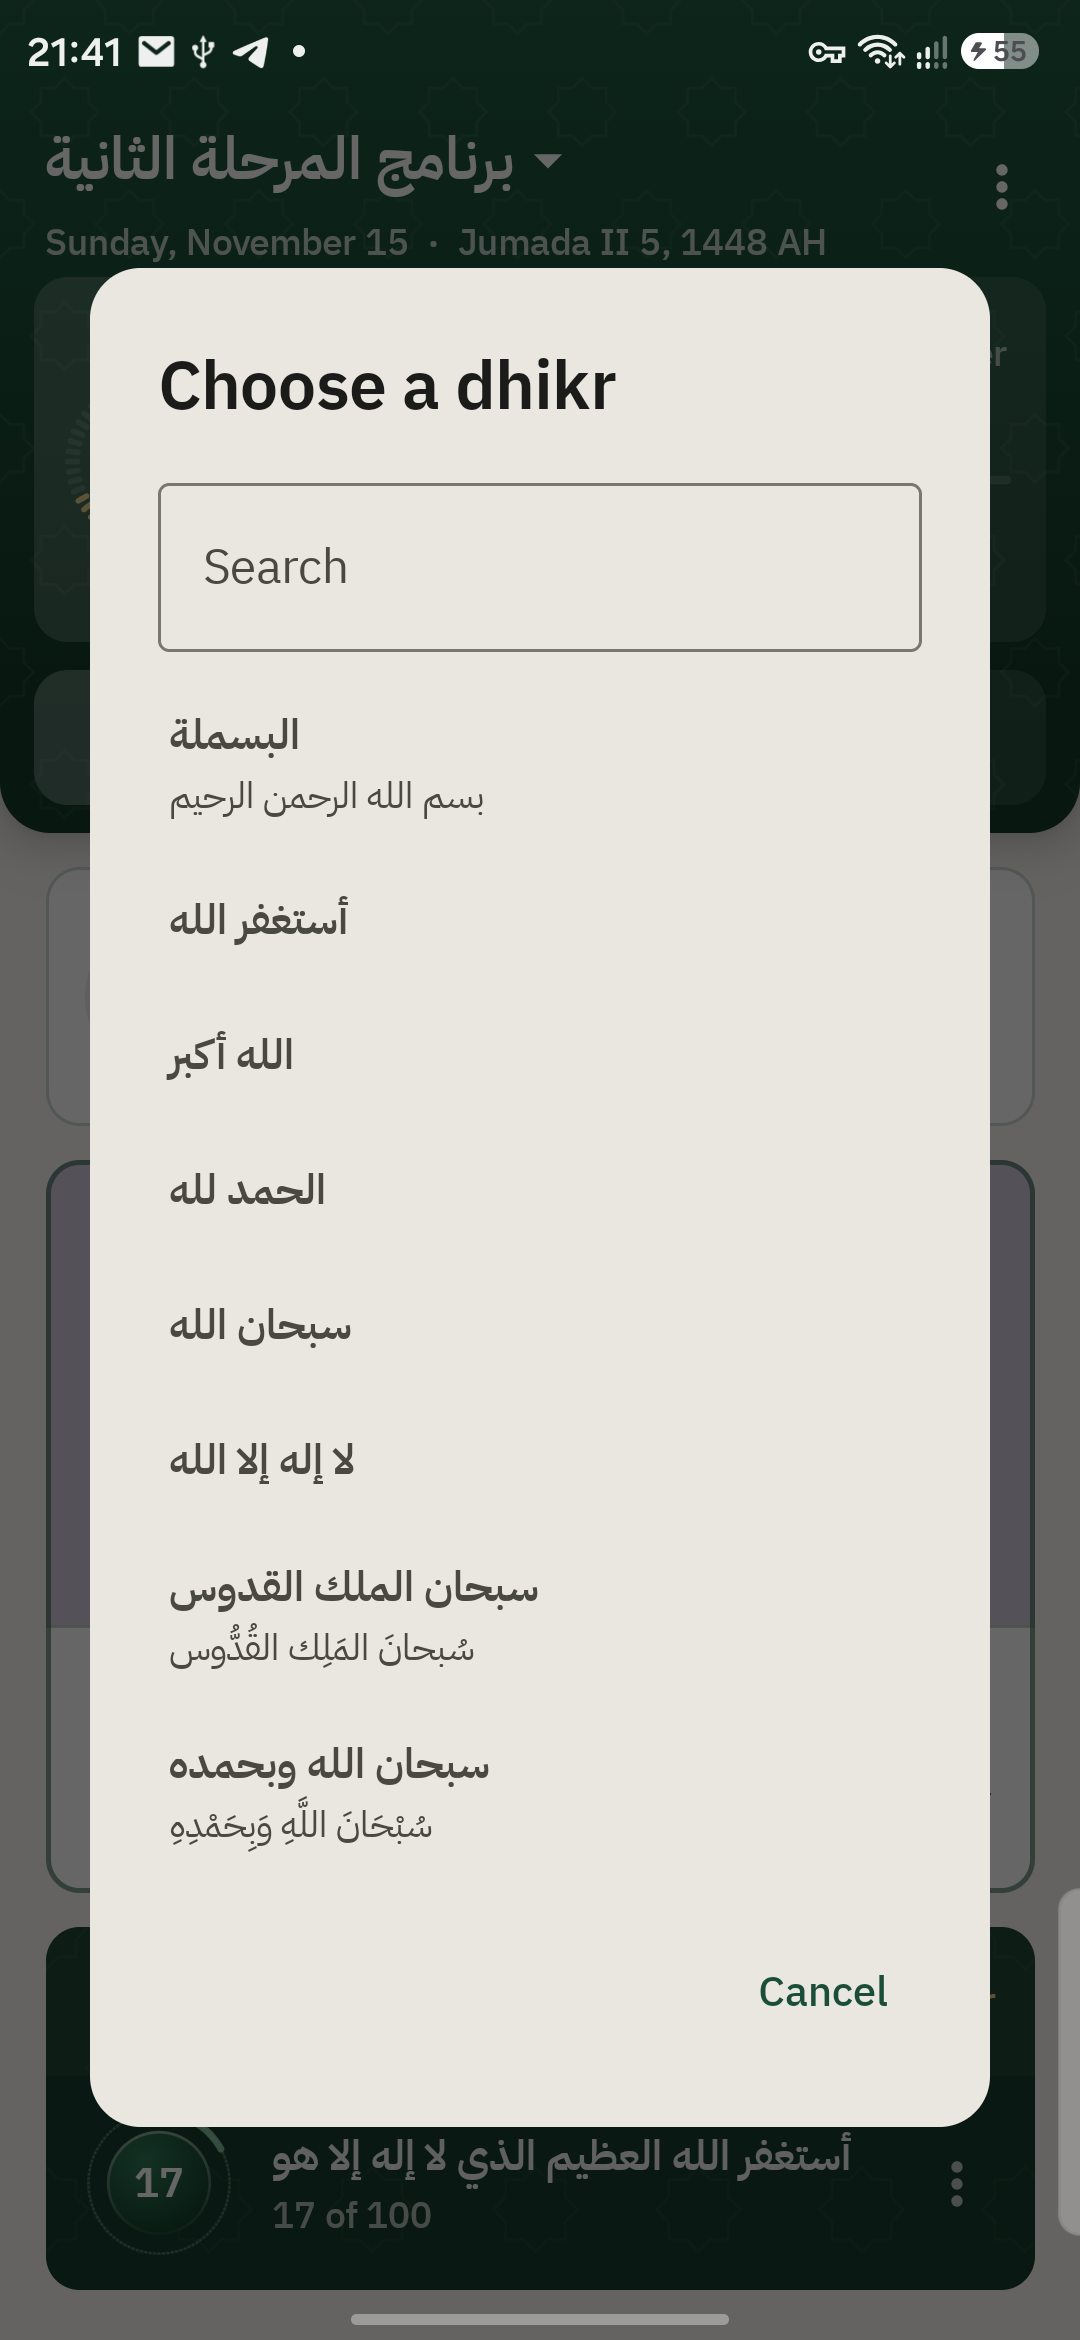 21:41
55
برنامج المرحلة الثانية
Sunday, November 15 · Jumada II 5, 1448 AH
Choose a dhikr
Search
البسملة
بسم الله الرحمن الرحيم
أستغفر الله
الله أكبر
الحمد لله
سبحان الله
لا إله إلا الله
سبحان الملك القدوس
سُبحانَ المَلِك القُدُّوس
سبحان الله وبحمده
سُبْحَانَ اللَّهِ وَبِحَمْدِهِ
Cancel
أستغفر الله العظيم الذي لا إله إلا هو
17
17 of 100